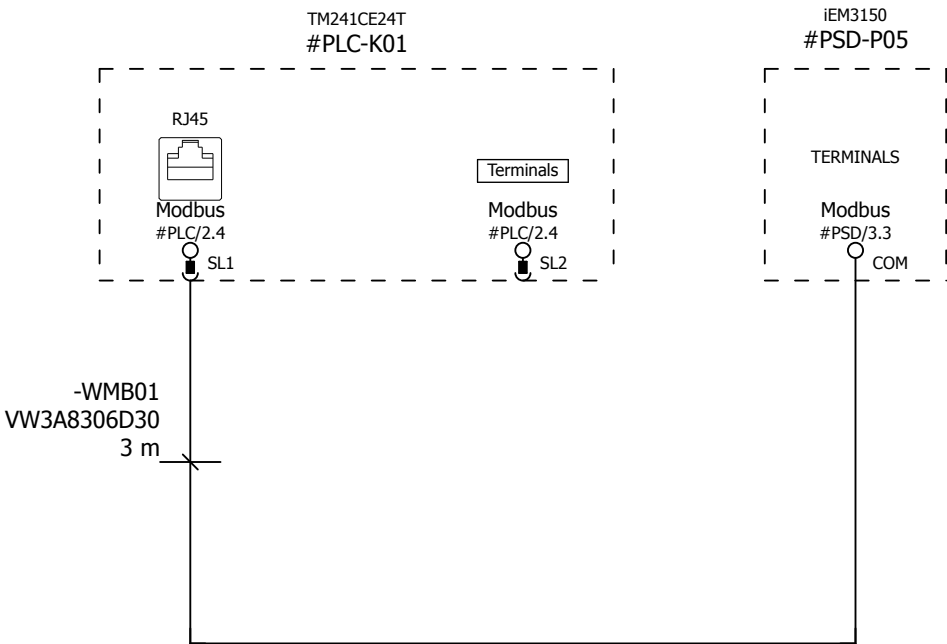 TM241CE24T
#PLC-K01
iEM3150
#PSD-P05
RJ45
Terminals
TERMINALS
Modbus
#PLC/2.4
SL1
Modbus
#PLC/2.4
SL2
Modbus
#PSD/3.3
COM
-WMB01
VW3A8306D30
3 m